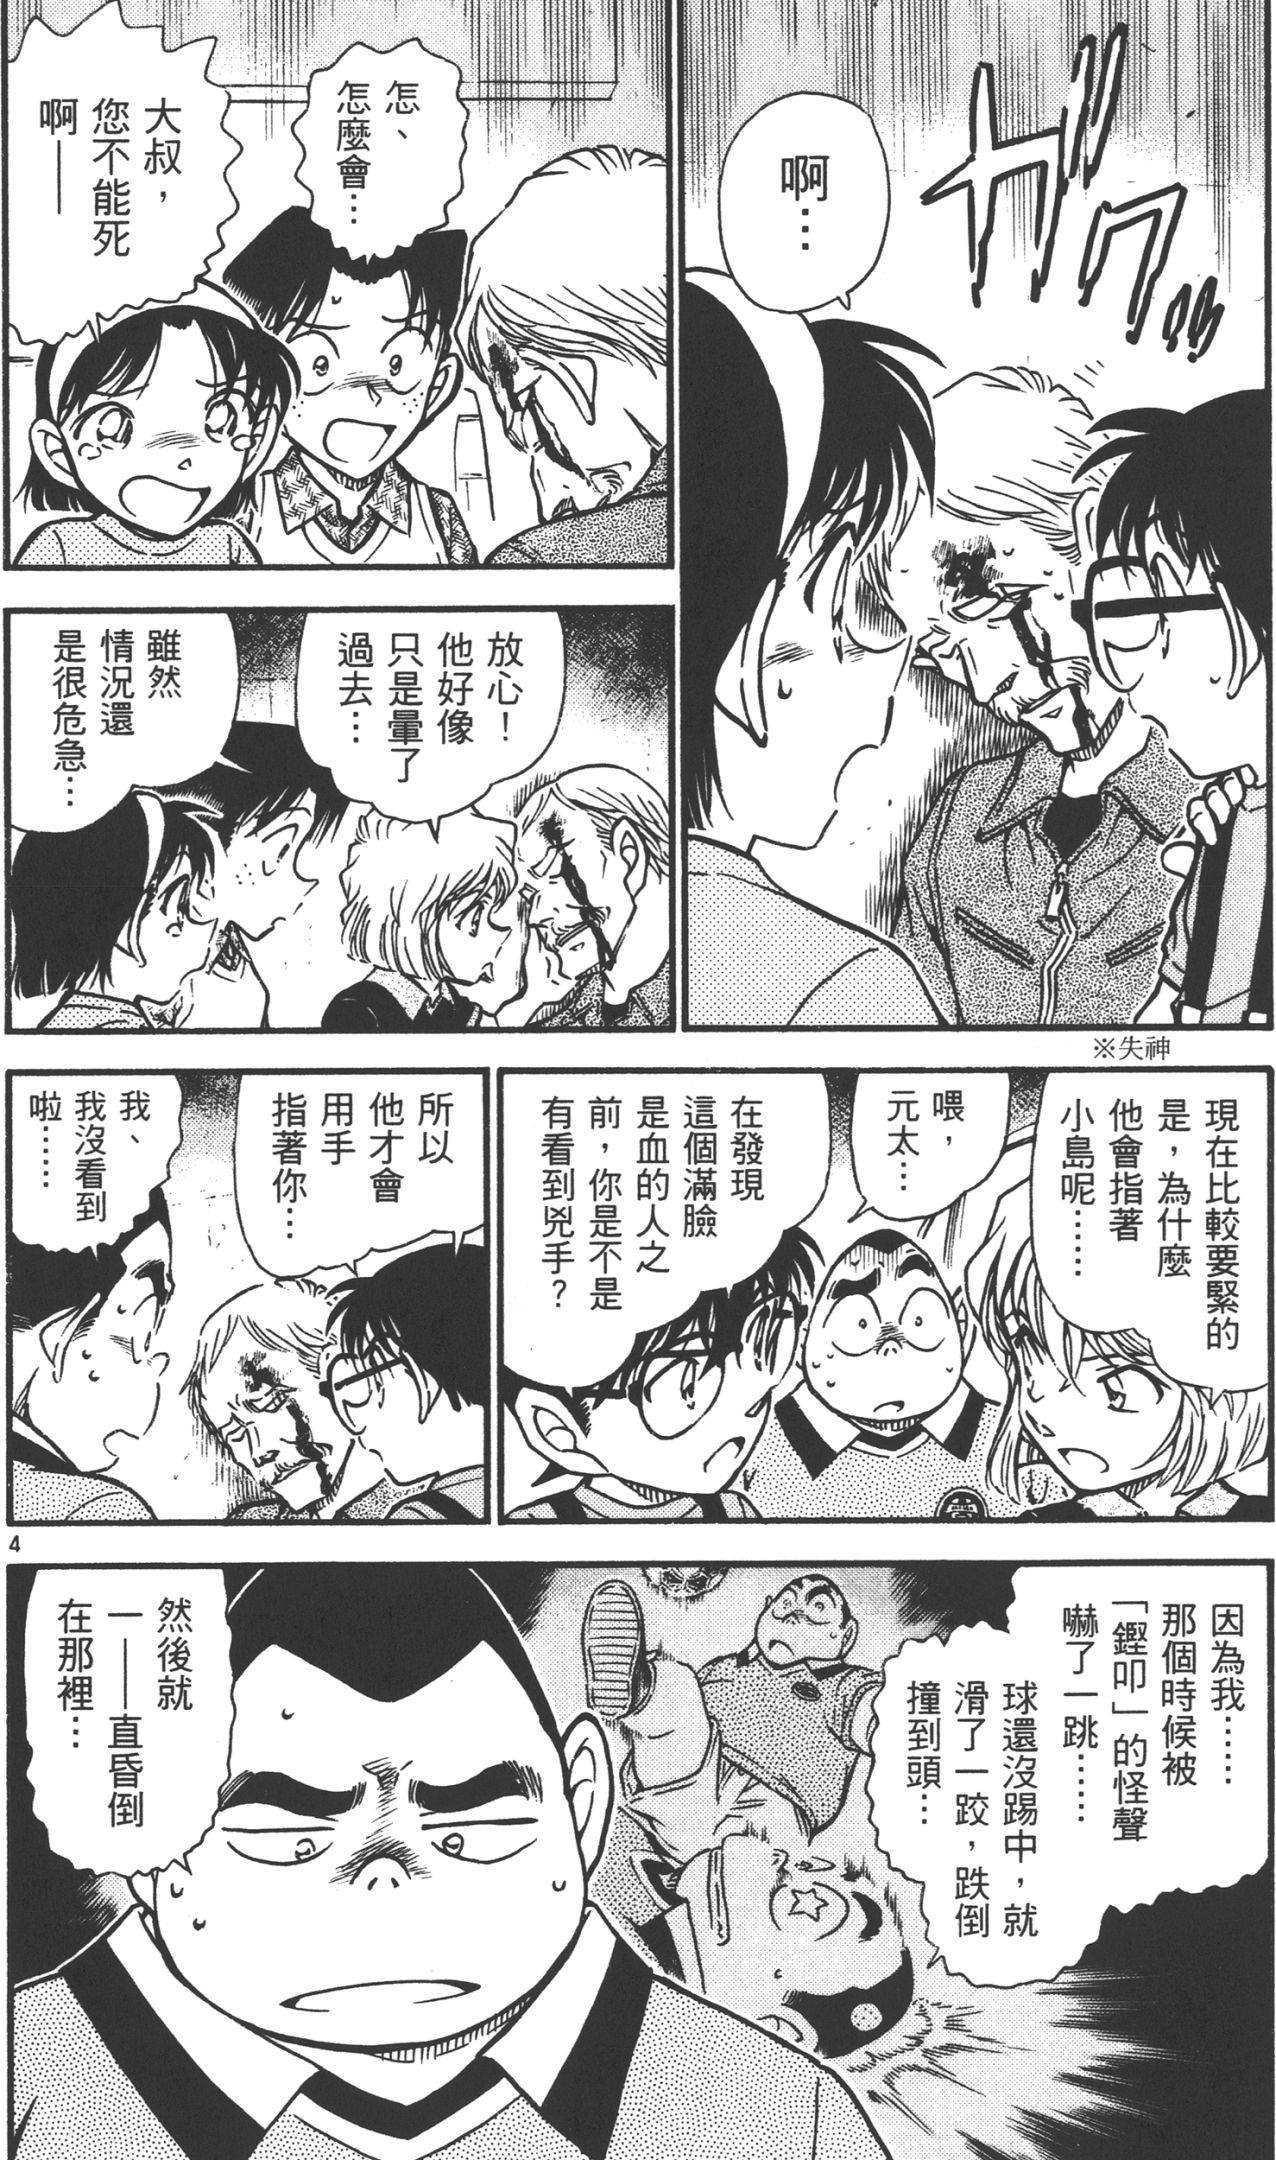 啊…
ガクッ
※失神
怎、
怎麼會…
大叔，
您不能死
啊——
放心！
他好像
只是暈了
過去…
雖然
情況還
是很危急…
現在比較要緊的
是，為什麼
他會指著
小島呢……
喂，
元太…
在發現
這個滿臉
是血的人之
前，你是不是
有看到兇手？
所以
他才會
用手
指著你…
我、
我沒看到
啦……
因為我……
那個時候被
「鏗叩」的怪聲
嚇了一跳……
球還沒踢中，就
滑了一跤，跌倒
撞到頭…
然後就
一——直昏倒
在那裡…
4